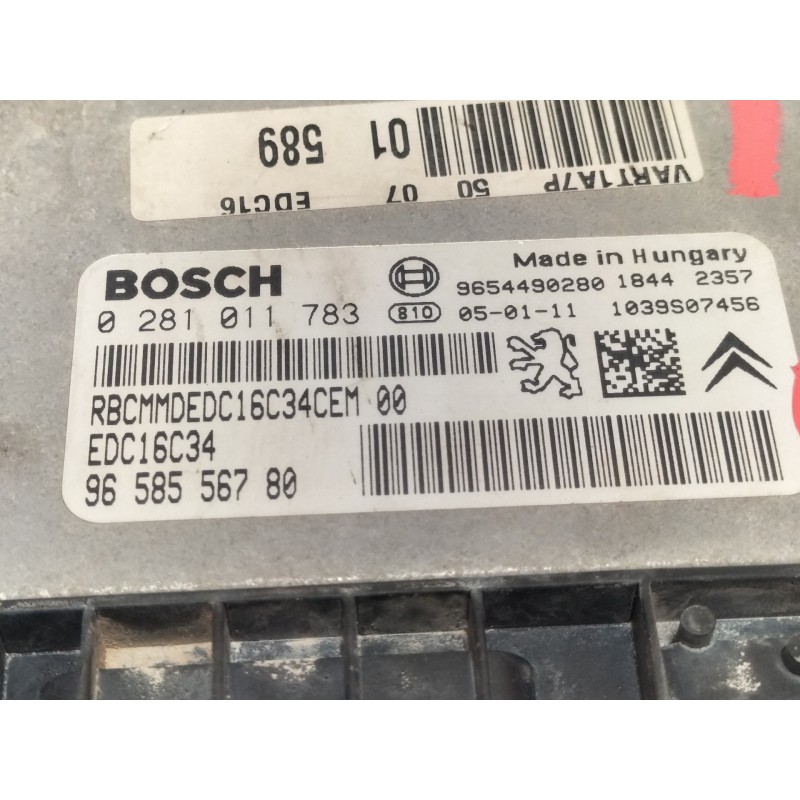 589 01
EDC16 07 50 VART1A7P
BOSCH
Made in Hungary
9654490280 1844 2357
0 281 011 783
810 05-01-11 1039S07456
RBCMMDEDC16C34CEM 00
EDC16C34
96 585 567 80